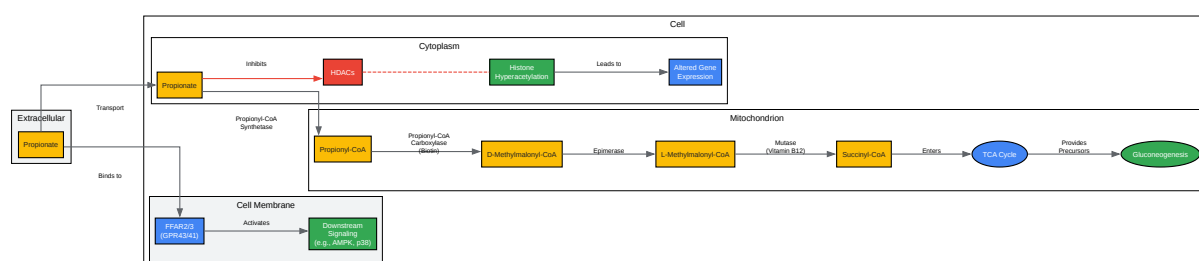 Cell
Cytoplasm
Propionate
Inhibits
HDACs
Histone
Hyperacetylation
Leads to
Altered Gene
Expression
Extracellular
Propionate
Transport
Binds to
Propionyl-CoA
Synthetase
Mitochondrion
Propionyl-CoA
Propionyl-CoA
Carboxylase
(Biotin)
D-Methylmalonyl-CoA
Epimerase
L-Methylmalonyl-CoA
Mutase
(Vitamin B12)
Succinyl-CoA
Enters
TCA Cycle
Provides
Precursors
Gluconeogenesis
Cell Membrane
FFAR2/3
(GPR43/41)
Activates
Downstream
Signaling
(e.g., AMPK, p38)